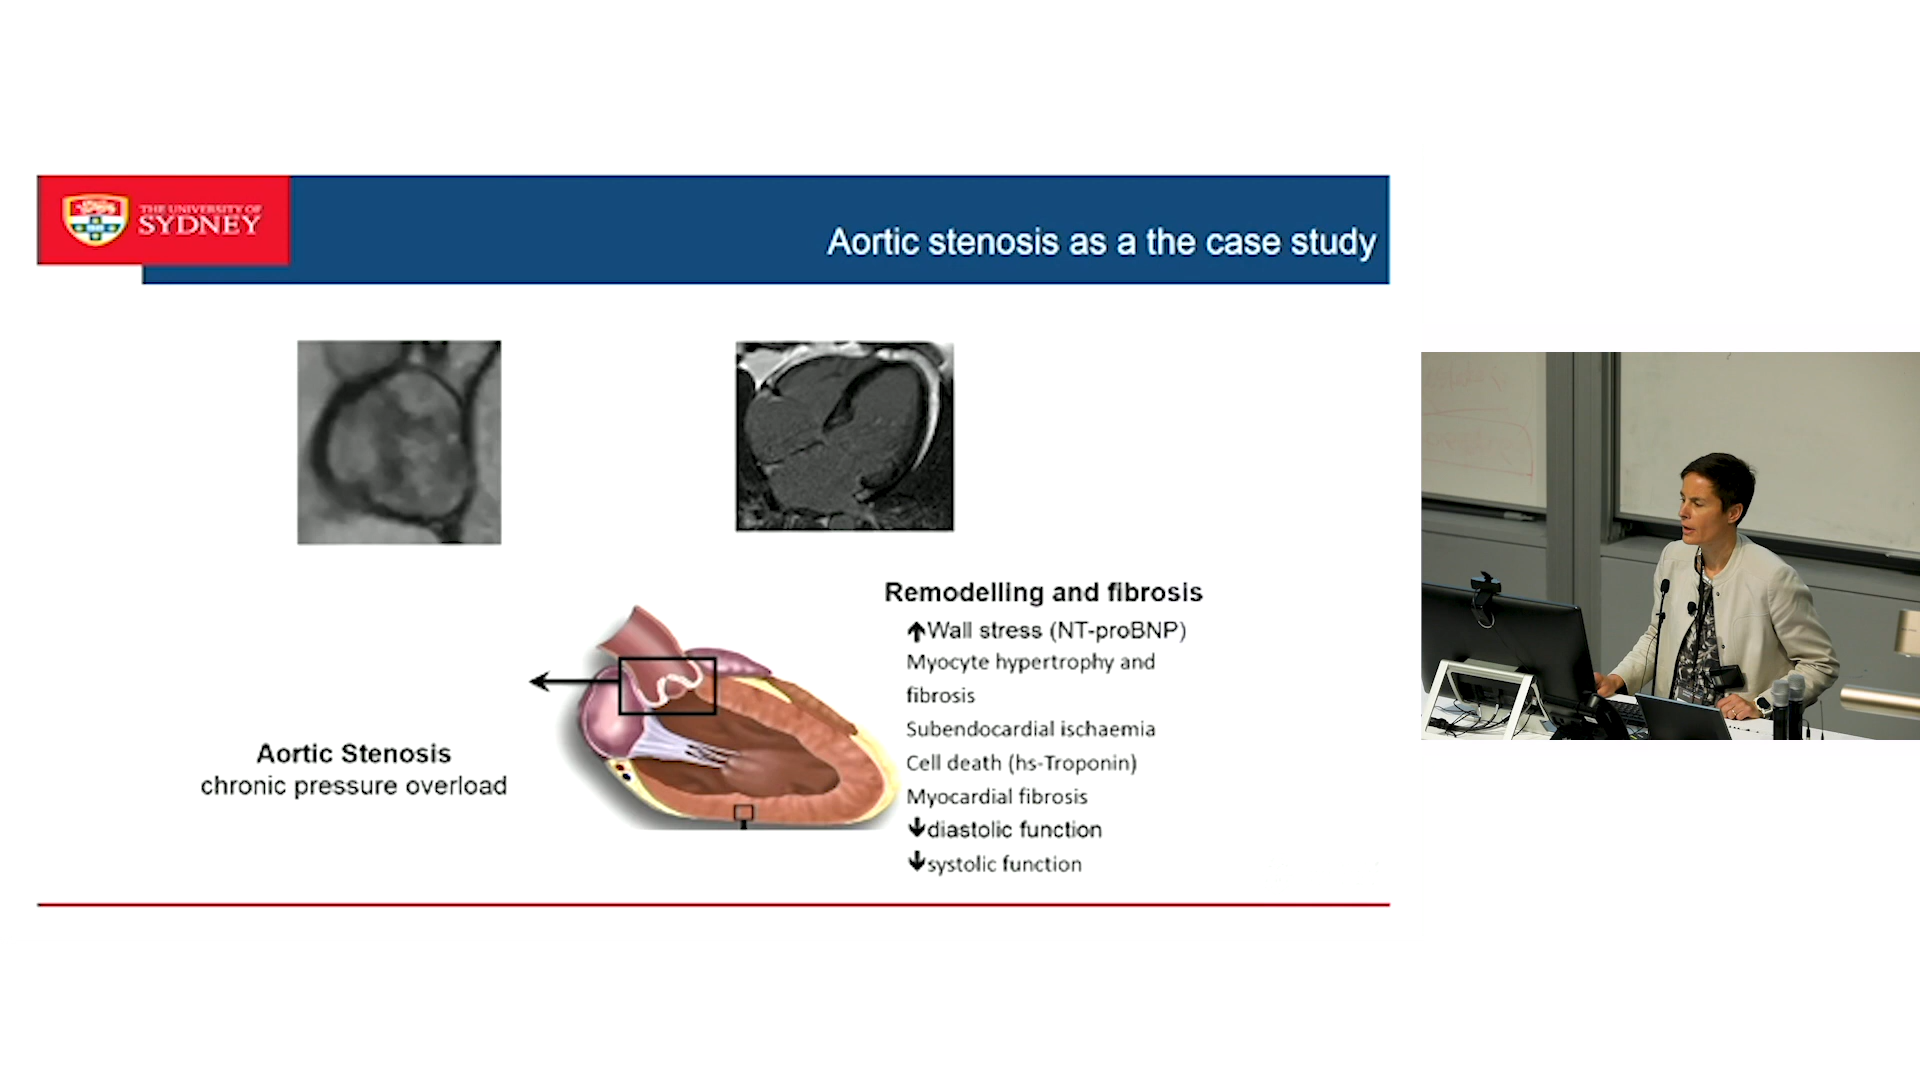 THE UNIVERSITY OF
SYDNEY
Aortic stenosis as a the case study
Remodelling and fibrosis
↑Wall stress (NT-proBNP)
Myocyte hypertrophy and
fibrosis
Subendocardial ischaemia
Cell death (hs-Troponin)
Myocardial fibrosis
↓diastolic function
↓systolic function
Aortic Stenosis
chronic pressure overload